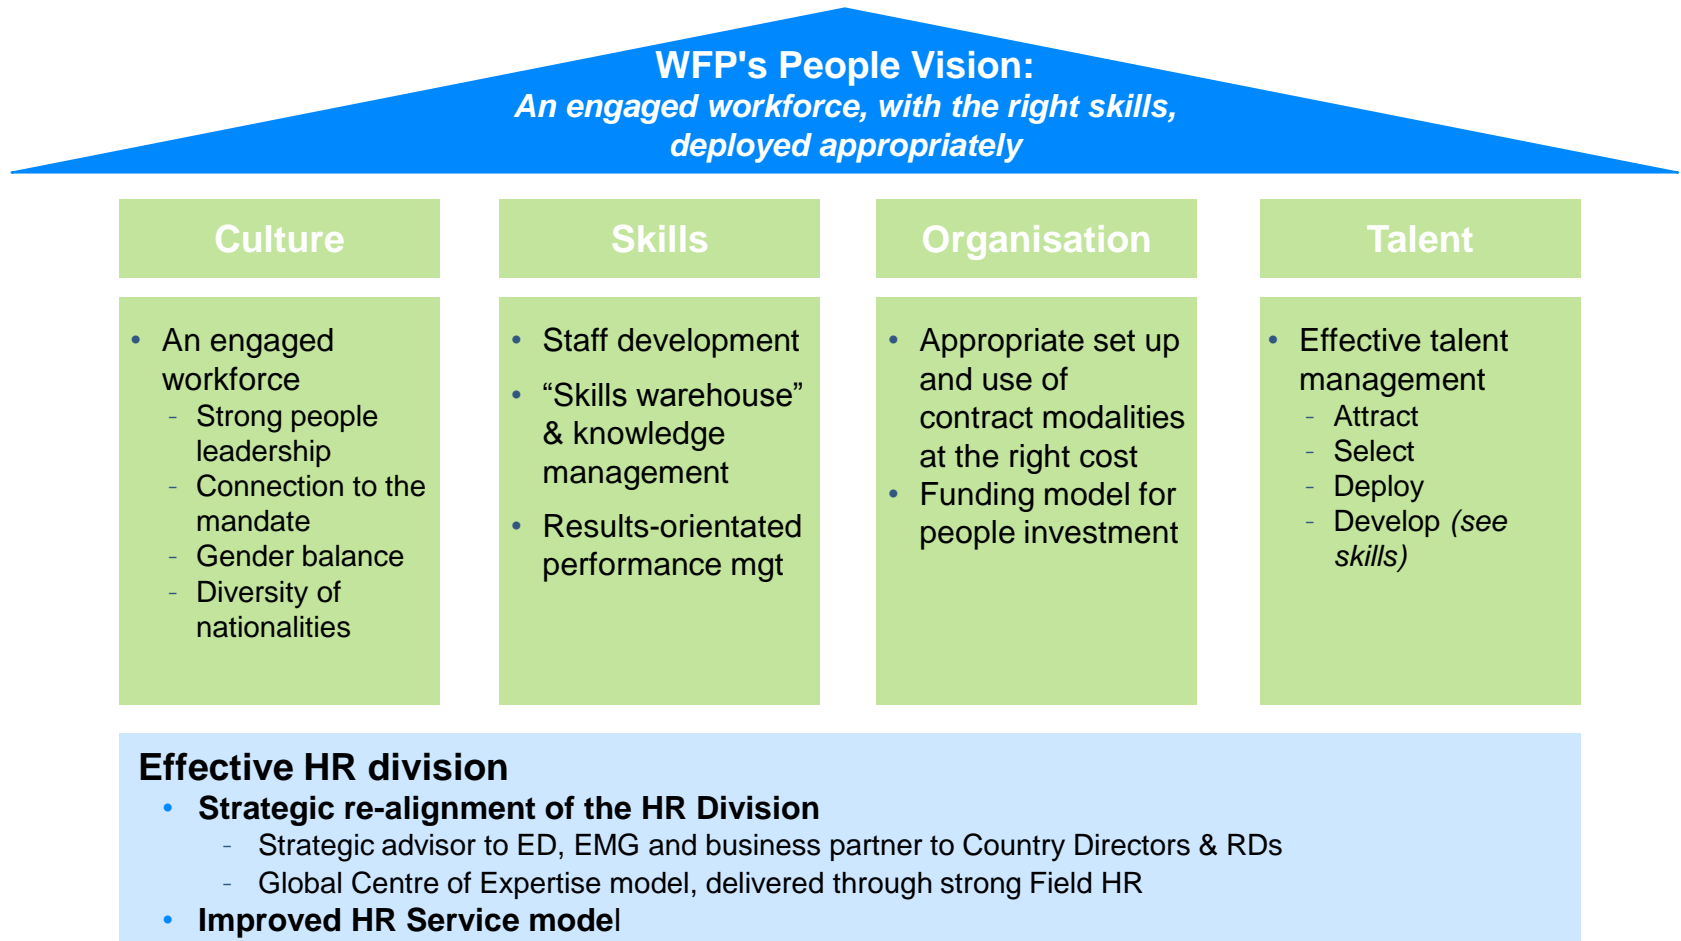 WFP's People Vision:
An engaged workforce, with the right skills,
deployed appropriately
Culture
Skills
Organisation
Talent
• An engaged
workforce
- Strong people
leadership
- Connection to the
mandate
- Gender balance
- Diversity of
nationalities
• Staff development
• “Skills warehouse”
& knowledge
management
• Results-orientated
performance mgt
• Appropriate set up
and use of
contract modalities
at the right cost
• Funding model for
people investment
• Effective talent
management
- Attract
- Select
- Deploy
- Develop (see
skills)
Effective HR division
• Strategic re-alignment of the HR Division
- Strategic advisor to ED, EMG and business partner to Country Directors & RDs
- Global Centre of Expertise model, delivered through strong Field HR
• Improved HR Service model